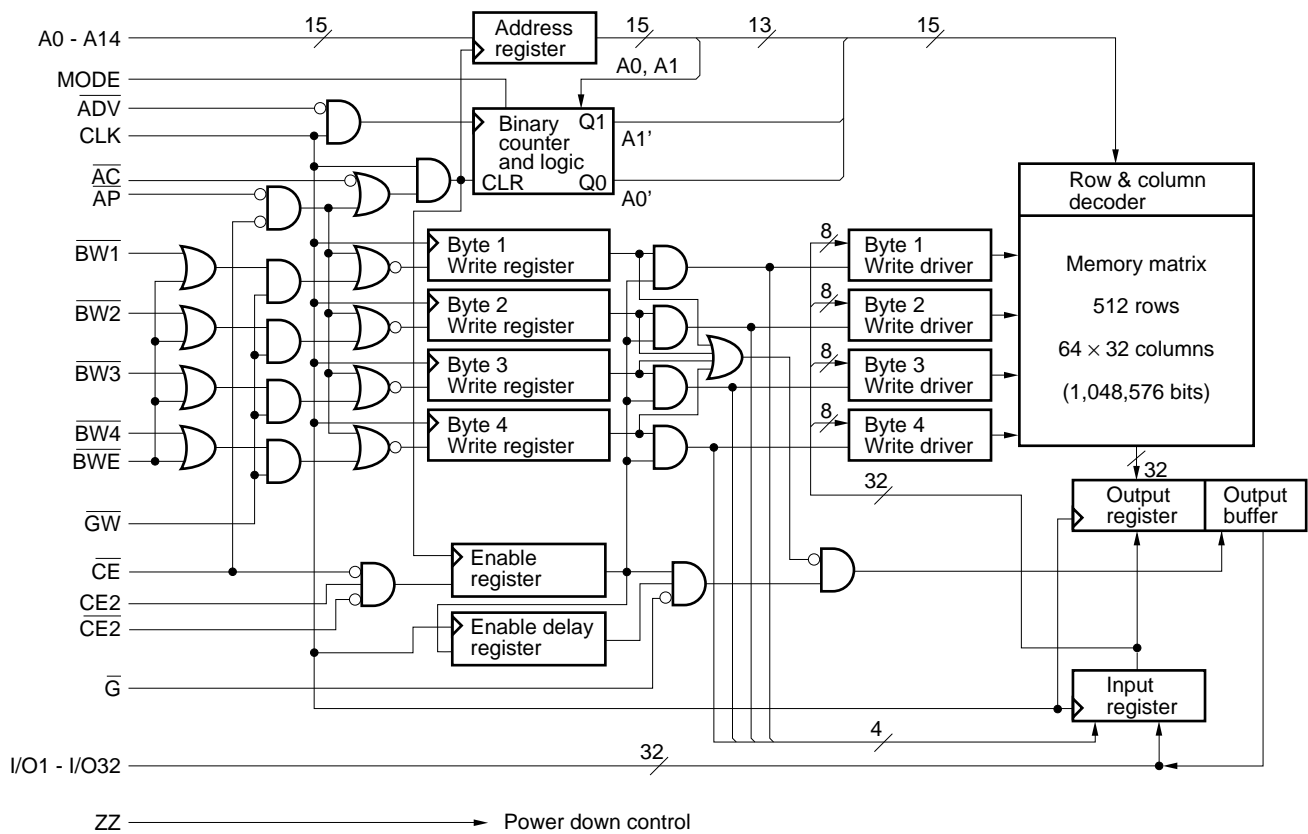 A0 - A14
15
Address
register
15
13
15
A0, A1
MODE
ADV
CLK
Binary
counter
and logic
CLR
Q1
Q0
A1’
A0’
AC
AP
BW1
BW2
BW3
BW4
BWE
GW
CE
CE2
CE2
G
Byte 1
Write register
Byte 2
Write register
Byte 3
Write register
Byte 4
Write register
8
Byte 1
Write driver
8
Byte 2
Write driver
8
Byte 3
Write driver
8
Byte 4
Write driver
Row & column
decoder
Memory matrix
512 rows
64 × 32 columns
(1,048,576 bits)
32
32
Output
register
Output
buffer
Enable
register
Enable delay
register
Input
register
4
I/O1 - I/O32
32
ZZ
Power down control